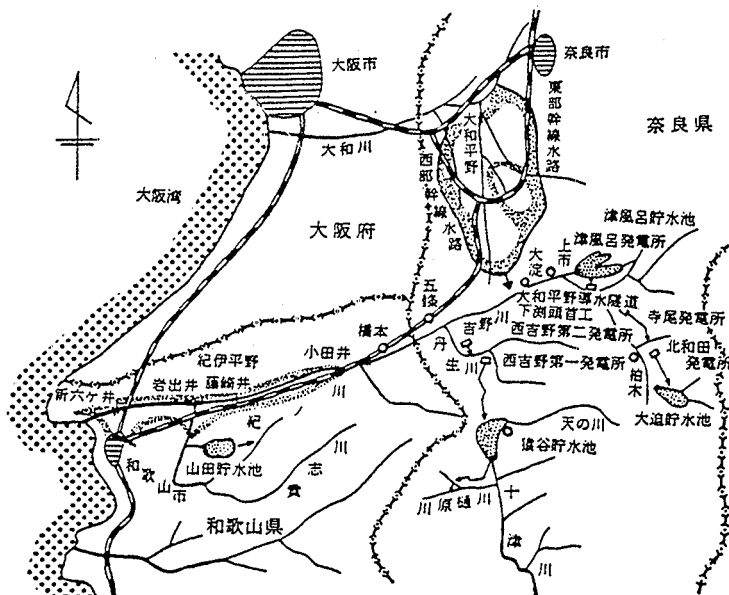 大阪市
奈良市
東部幹線水路
大和平野
奈良県
大和川
西部幹線水路
大阪湾
大阪府
津風呂貯水池
津風呂発電所
上市
大淀
五條
大和平野導水隧道
下渕頭首工
寺尾発電所
吉野川
西吉野第二発電所
橋本
北和田発電所
丹生川
西吉野第一発電所
紀伊平野
小田井
柏木
岩出井
藤崎井
新六ケ井
大迫貯水池
紀川
天の川
猿谷貯水池
山田貯水池
和歌山市
貴志川
川原樋川
十津川
和歌山県